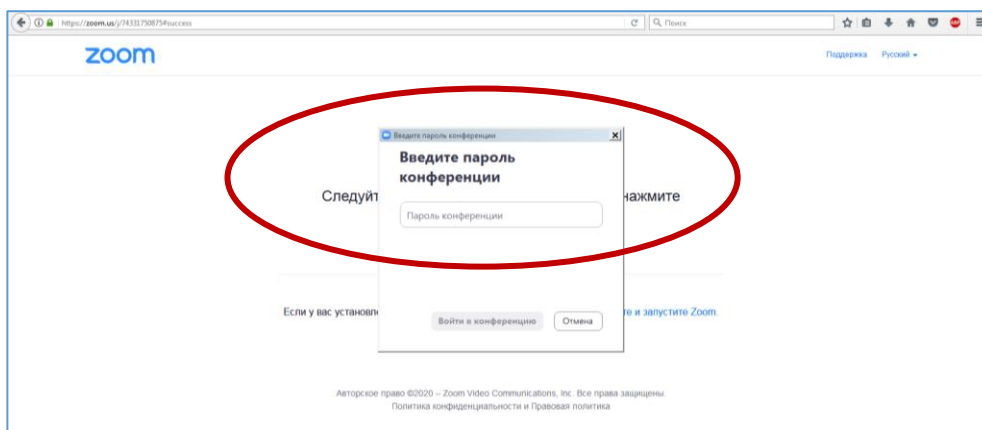 https://zoom.us/j/74331750875#success
Поиск
zoom
Поддержка Русский
Введите пароль конференции
Введите пароль
конференции
Следуйт нажмите
Пароль конференции
Если у вас установле те и запустите Zoom.
Войти в конференцию Отмена
Авторское право ©2020 – Zoom Video Communications, Inc. Все права защищены.
Политика конфиденциальности и Правовая политика